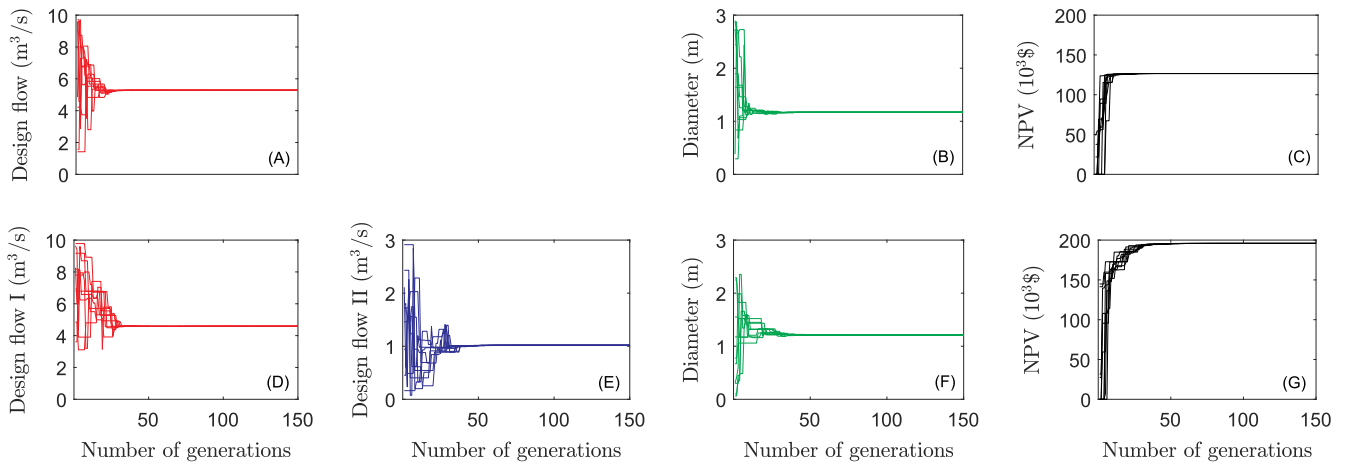 Design flow (m³/s)
10
8
6
4
2
0
(A)
Diameter (m)
3
2
1
0
(B)
NPV (10³$)
200
150
100
50
0
50
100
150
(C)
Design flow I (m³/s)
10
8
6
4
2
0
50
100
150
(D)
Number of generations
Design flow II (m³/s)
3
2
1
0
50
100
150
(E)
Number of generations
Diameter (m)
3
2
1
0
50
100
150
(F)
Number of generations
NPV (10³$)
200
150
100
50
0
50
100
150
(G)
Number of generations